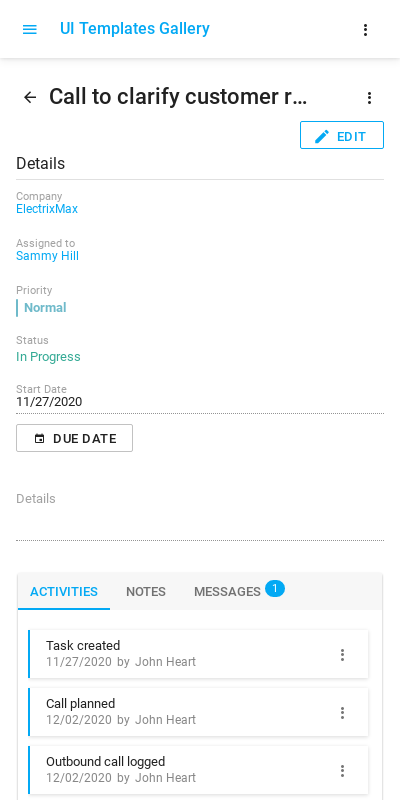 UI Templates Gallery
Call to clarify customer r...
EDIT
Details
Company
ElectrixMax
Assigned to
Sammy Hill
Priority
Normal
Status
In Progress
Start Date
11/27/2020
DUE DATE
Details
ACTIVITIES NOTES MESSAGES 1
Task created
11/27/2020 by John Heart
Call planned
12/02/2020 by John Heart
Outbound call logged
12/02/2020 by John Heart